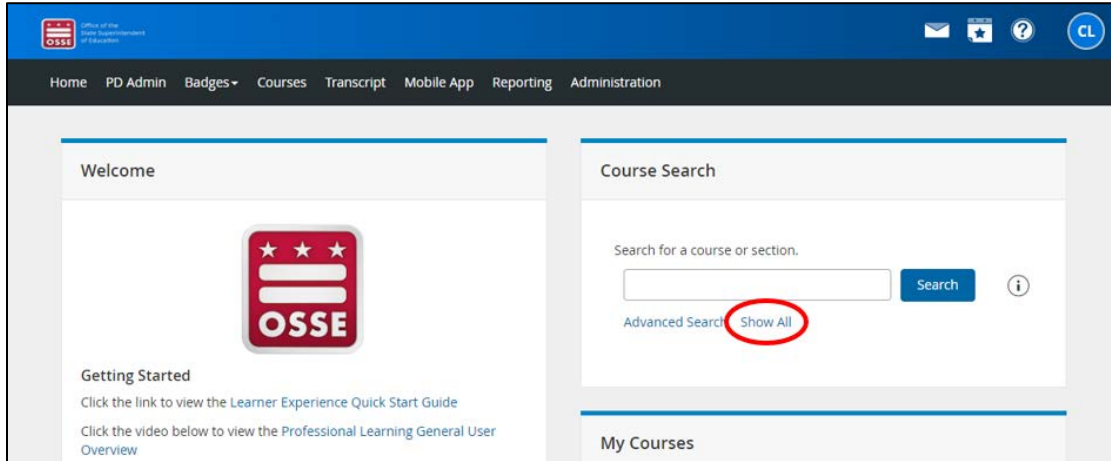 OSSE
Office of the
State Superintendent
of Education
CL
Home PD Admin Badges Courses Transcript Mobile App Reporting Administration
Welcome
OSSE
Getting Started
Click the link to view the Learner Experience Quick Start Guide
Click the video below to view the Professional Learning General User
Overview
Course Search
Search for a course or section.
Search
Advanced Search Show All
My Courses